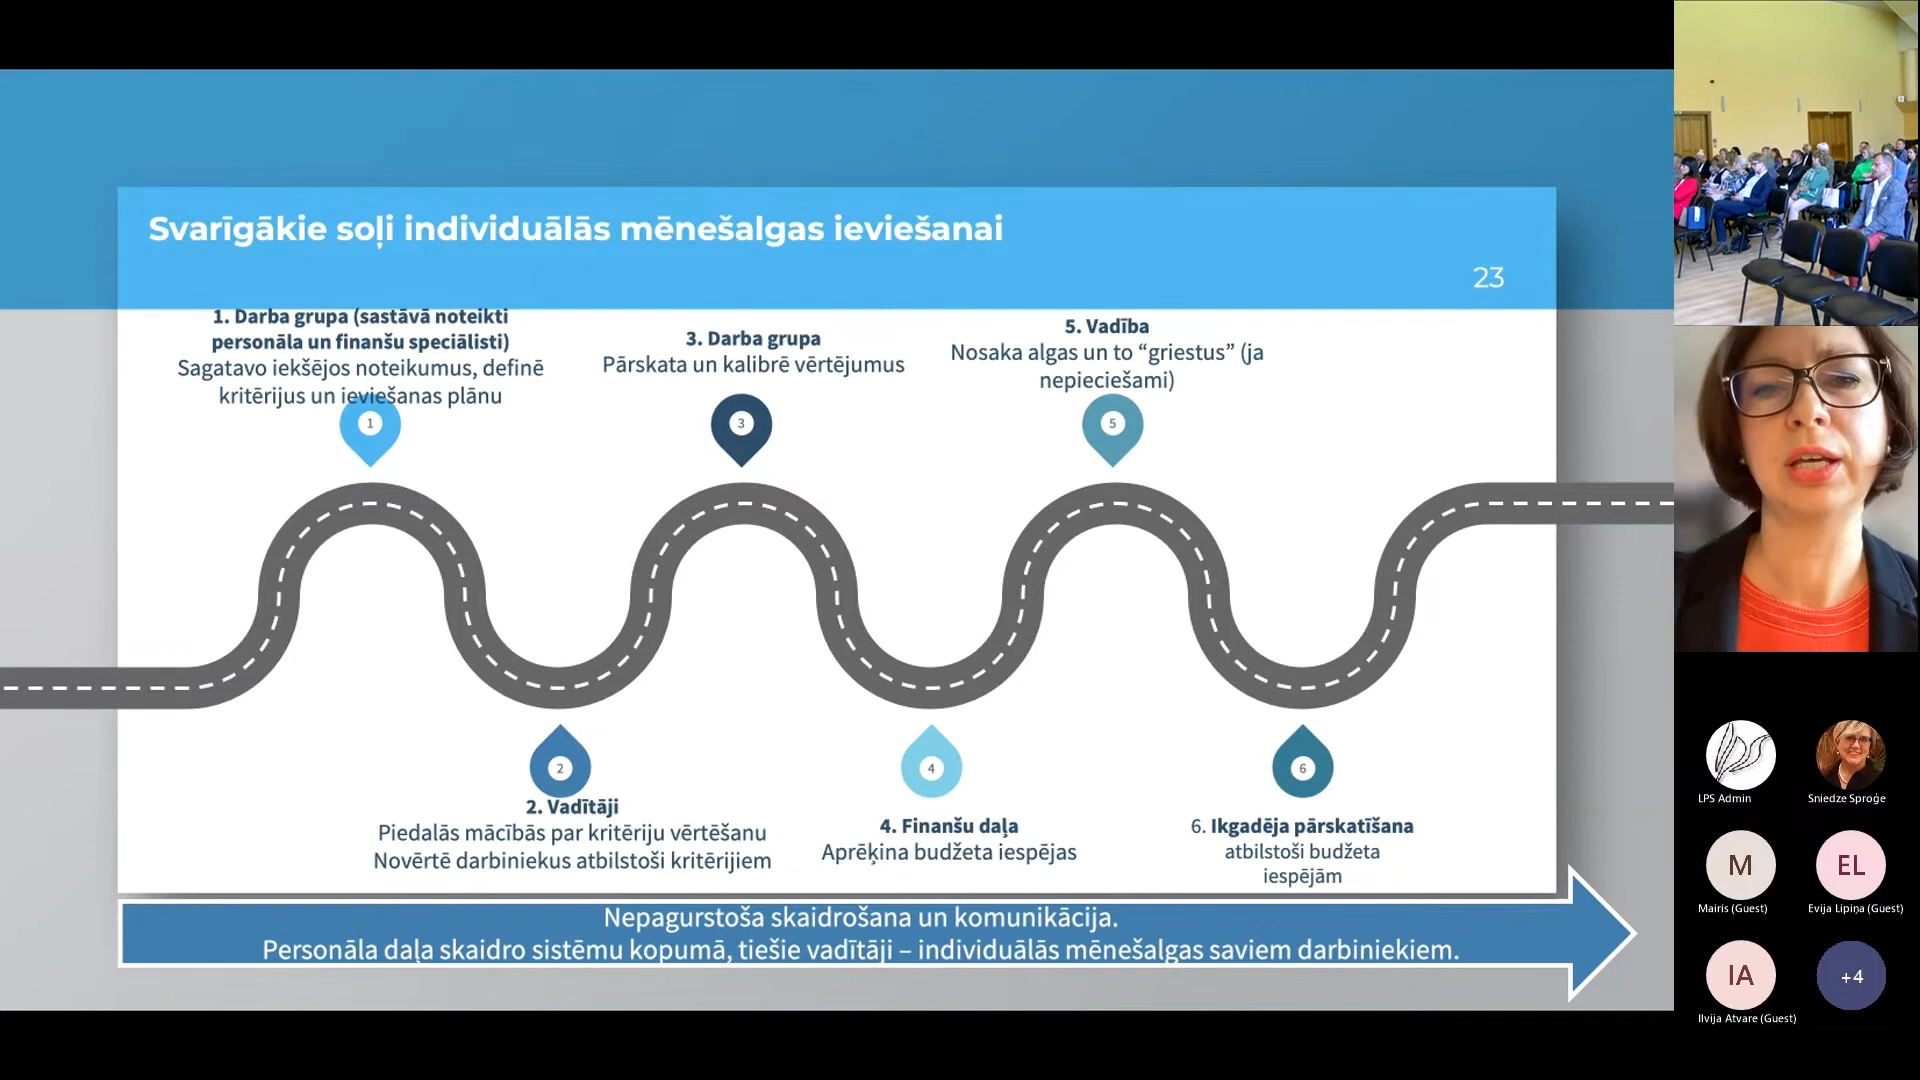 Svarīgākie soļi individuālās mēnešalgas ieviešanai
23
1. Darba grupa (sastāvā noteikti
personāla un finanšu speciālisti)
Sagatavo iekšējos noteikumus, definē
kritērijus un ieviešanas plānu
1
3. Darba grupa
Pārskata un kalibrē vērtējumus
3
5. Vadība
Nosaka algas un to “griestus” (ja
nepieciešami)
5
2
2. Vadītāji
Piedalās mācībās par kritēriju vērtēšanu
Novērtē darbiniekus atbilstoši kritērijiem
4
4. Finanšu daļa
Aprēķina budžeta iespējas
6
6. Ikgadēja pārskatīšana
atbilstoši budžeta
iespējām
Nepagurstoša skaidrošana un komunikācija.
Personāla daļa skaidro sistēmu kopumā, tiešie vadītāji – individuālās mēnešalgas saviem darbiniekiem.
LPS Admin
Sniedze Sproģe
M
Mairis (Guest)
EL
Evija Lipiņa (Guest)
IA
Ilvija Atvare (Guest)
+4